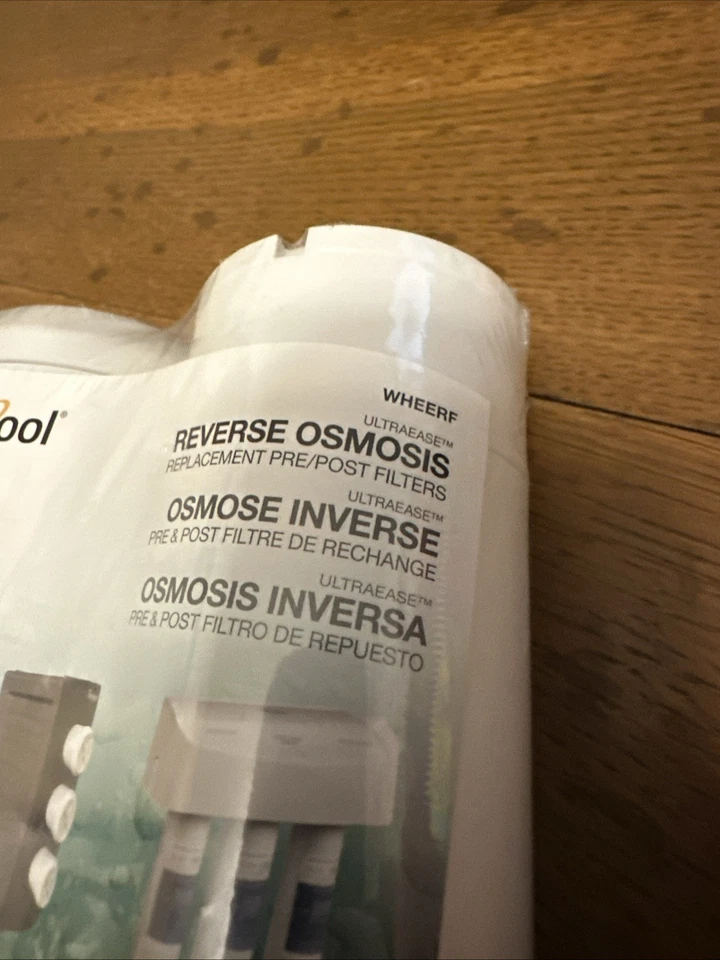 ool®
WHEERF
ULTRAEASE™
REVERSE OSMOSIS
REPLACEMENT PRE/POST FILTERS
ULTRAEASE™
OSMOSE INVERSE
PRE & POST FILTRE DE RECHANGE
ULTRAEASE™
OSMOSIS INVERSA
PRE & POST FILTRO DE REPUESTO